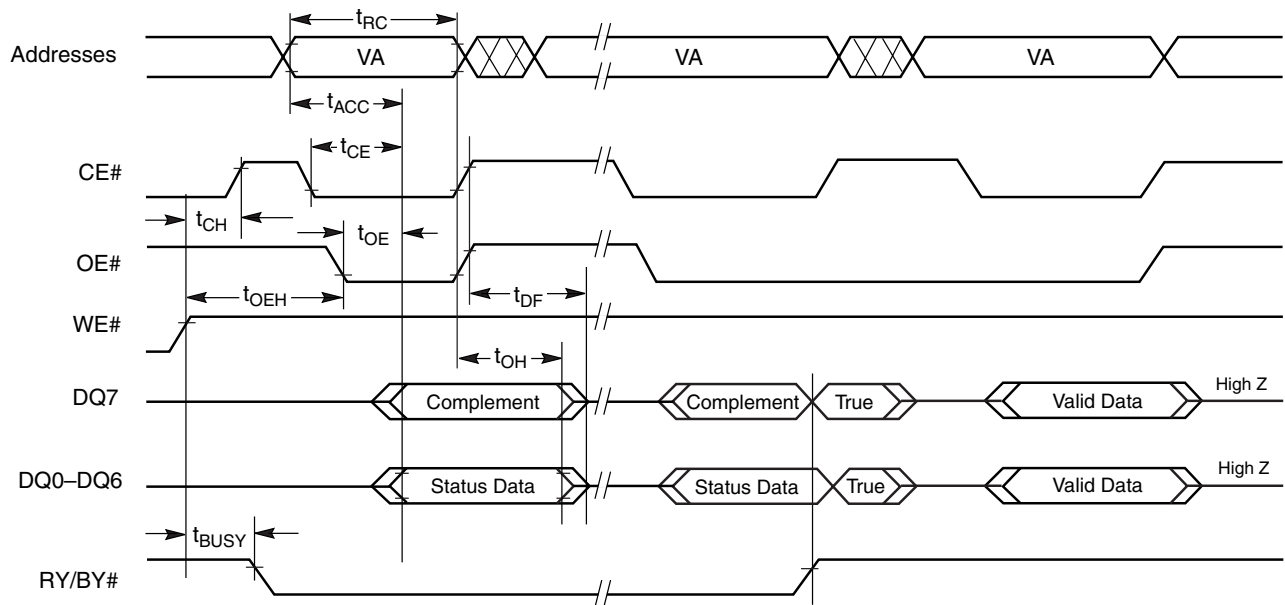 tRC
Addresses VA VA VA
tACC
tCE
CE#
tCH tOE
OE#
tOEH tDF
WE#
tOH
DQ7 Complement Complement True Valid Data High Z
DQ0–DQ6 Status Data Status Data True Valid Data High Z
tBUSY
RY/BY#